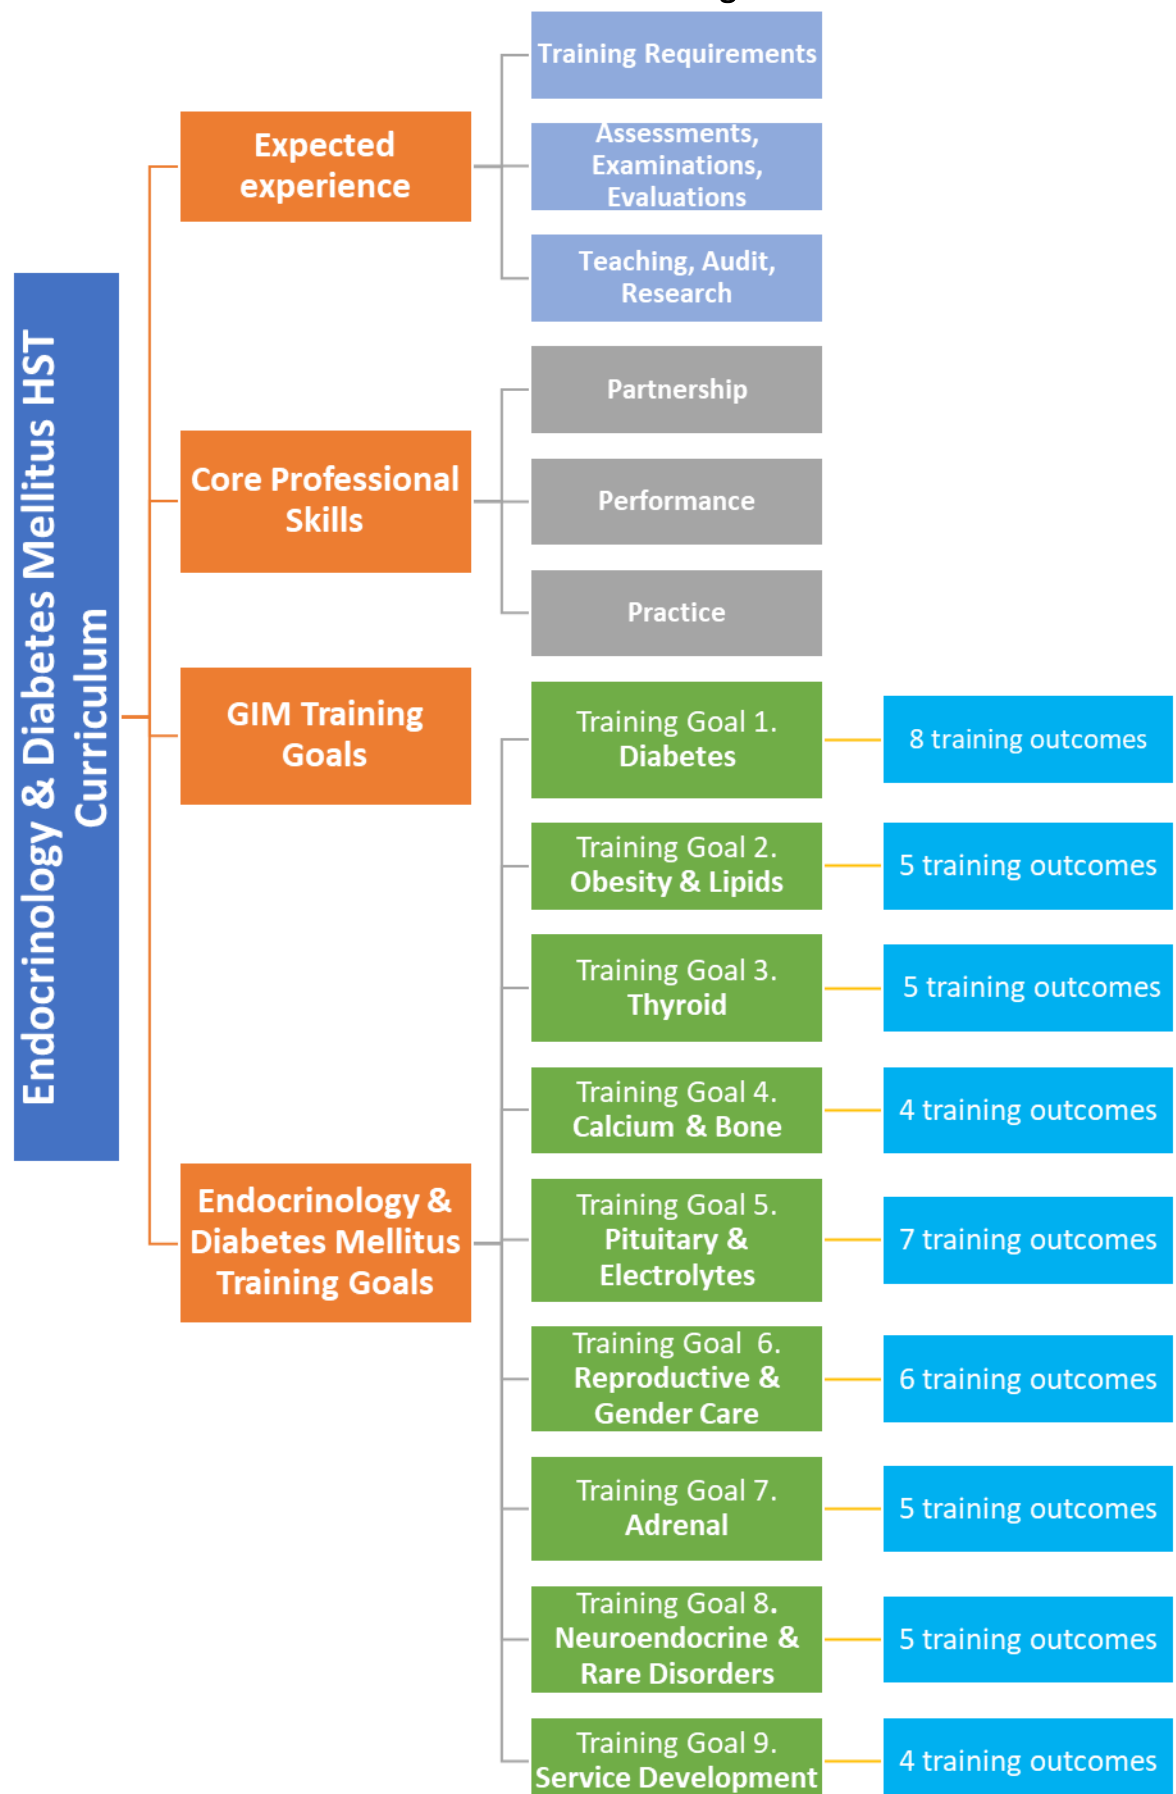 Endocrinology & Diabetes Mellitus HST
Curriculum
Expected
experience
Training Requirements
Assessments,
Examinations,
Evaluations
Teaching, Audit,
Research
Core Professional
Skills
Partnership
Performance
Practice
GIM Training
Goals
Endocrinology &
Diabetes Mellitus
Training Goals
Training Goal 1.
Diabetes
8 training outcomes
Training Goal 2.
Obesity & Lipids
5 training outcomes
Training Goal 3.
Thyroid
5 training outcomes
Training Goal 4.
Calcium & Bone
4 training outcomes
Training Goal 5.
Pituitary &
Electrolytes
7 training outcomes
Training Goal 6.
Reproductive &
Gender Care
6 training outcomes
Training Goal 7.
Adrenal
5 training outcomes
Training Goal 8.
Neuroendocrine &
Rare Disorders
5 training outcomes
Training Goal 9.
Service Development
4 training outcomes